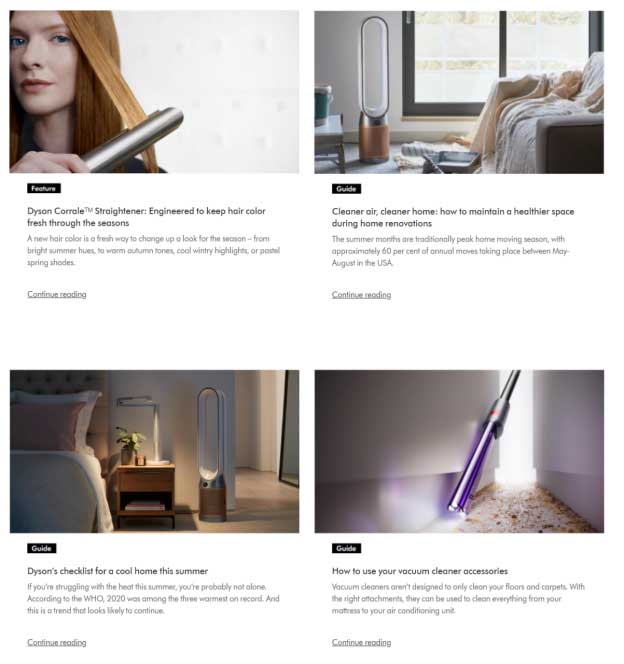 Feature
Dyson Corrale™ Straightener: Engineered to keep hair color
fresh through the seasons
A new hair color is a fresh way to change up a look for the season – from
bright summer hues, to warm autumn tones, cool wintry highlights, or pastel
spring shades.
Continue reading
Guide
Cleaner air, cleaner home: how to maintain a healthier space
during home renovations
The summer months are traditionally peak home moving season, with
approximately 60 per cent of annual moves taking place between May-
August in the USA.
Continue reading
Guide
Dyson's checklist for a cool home this summer
If you're struggling with the heat this summer, you're probably not alone.
According to the WHO, 2020 was among the three warmest on record. And
this is a trend that looks likely to continue.
Continue reading
Guide
How to use your vacuum cleaner accessories
Vacuum cleaners aren't designed to only clean your floors and carpets. With
the right attachments, they can be used to clean everything from your
mattress to your air conditioning unit.
Continue reading